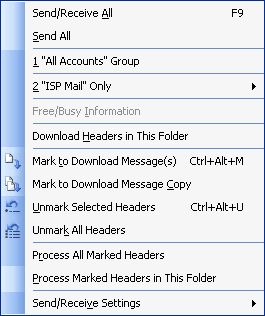 Send/Receive All F9
Send All
1 "All Accounts" Group
2 "ISP Mail" Only
Free/Busy Information
Download Headers in This Folder
Mark to Download Message(s) Ctrl+Alt+M
Mark to Download Message Copy
Unmark Selected Headers Ctrl+Alt+U
Unmark All Headers
Process All Marked Headers
Process Marked Headers in This Folder
Send/Receive Settings